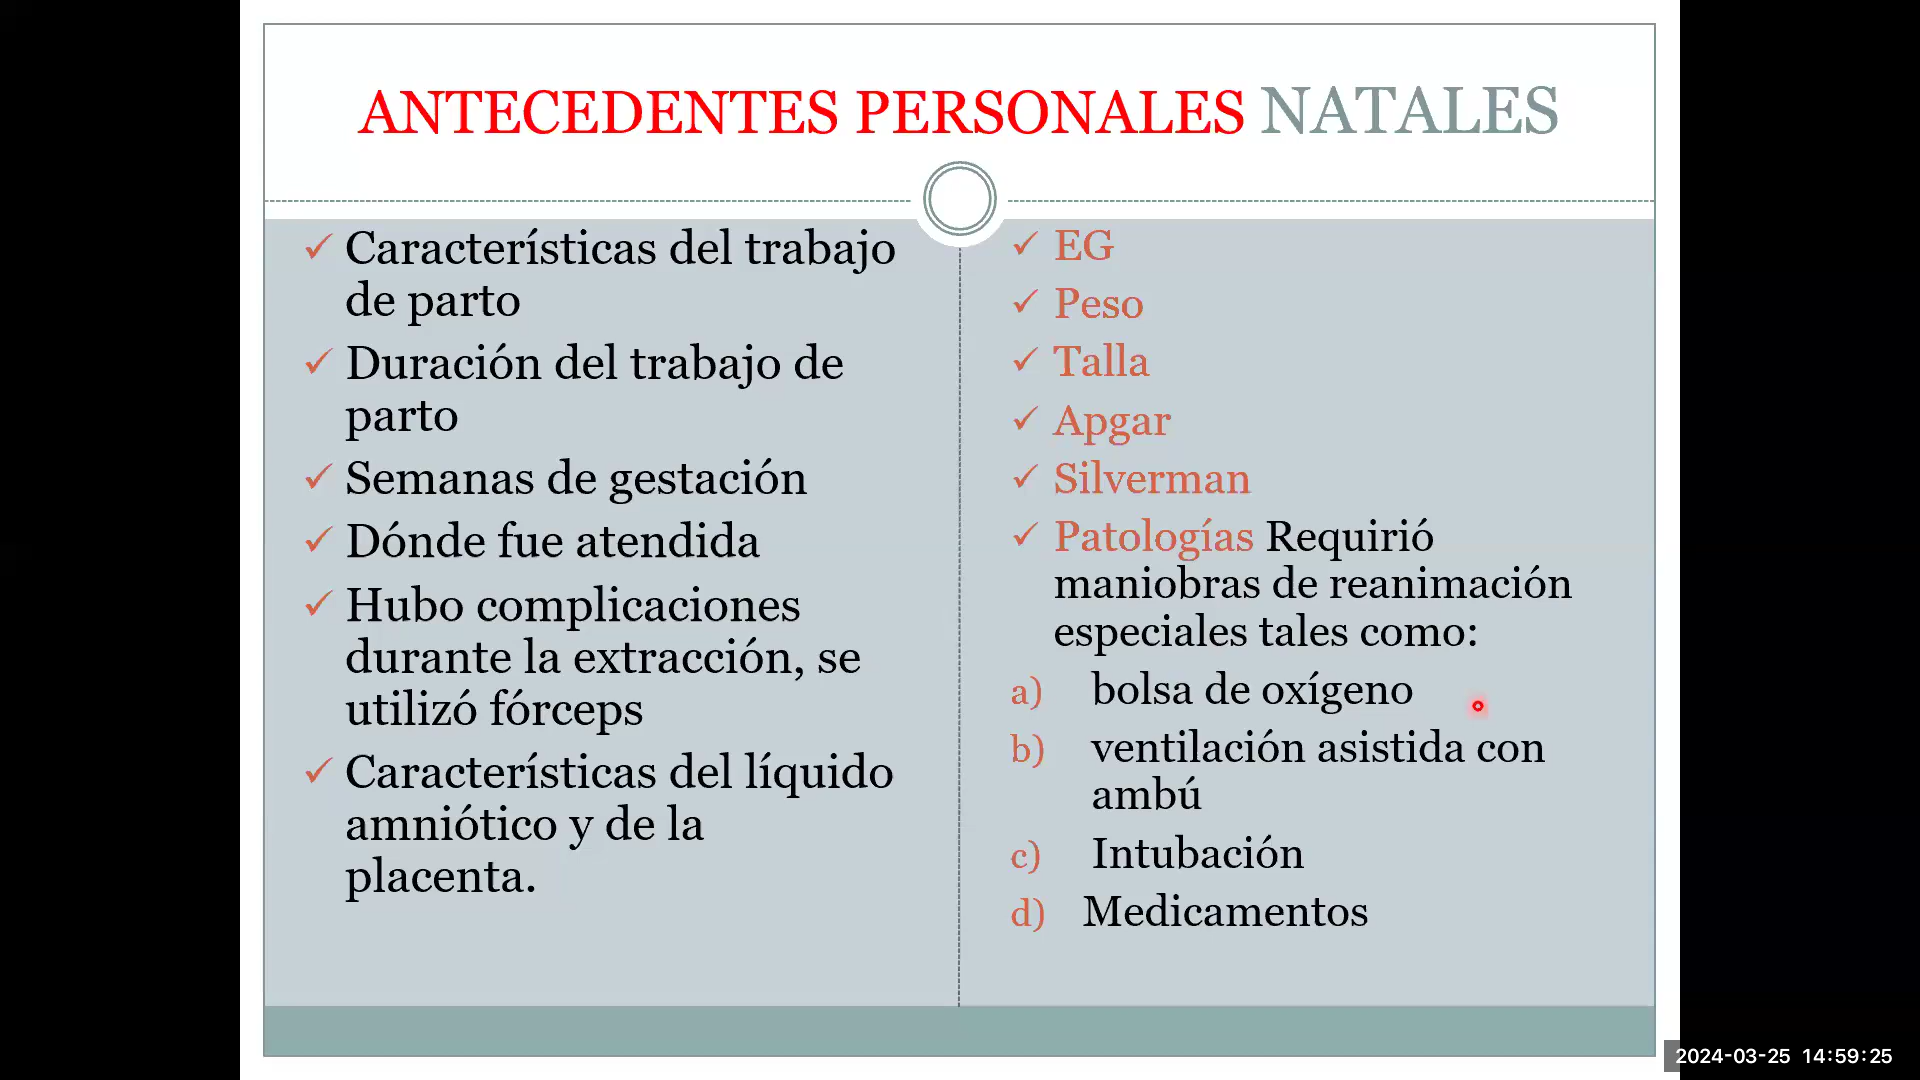 ANTECEDENTES PERSONALES NATALES
✓ Características del trabajo
de parto
✓ Duración del trabajo de
parto
✓ Semanas de gestación
✓ Dónde fue atendida
✓ Hubo complicaciones
durante la extracción, se
utilizó fórceps
✓ Características del líquido
amniótico y de la
placenta.
✓ EG
✓ Peso
✓ Talla
✓ Apgar
✓ Silverman
✓ Patologías Requirió
maniobras de reanimación
especiales tales como:
a) bolsa de oxígeno
b) ventilación asistida con
ambú
c) Intubación
d) Medicamentos
2024-03-25 14:59:25